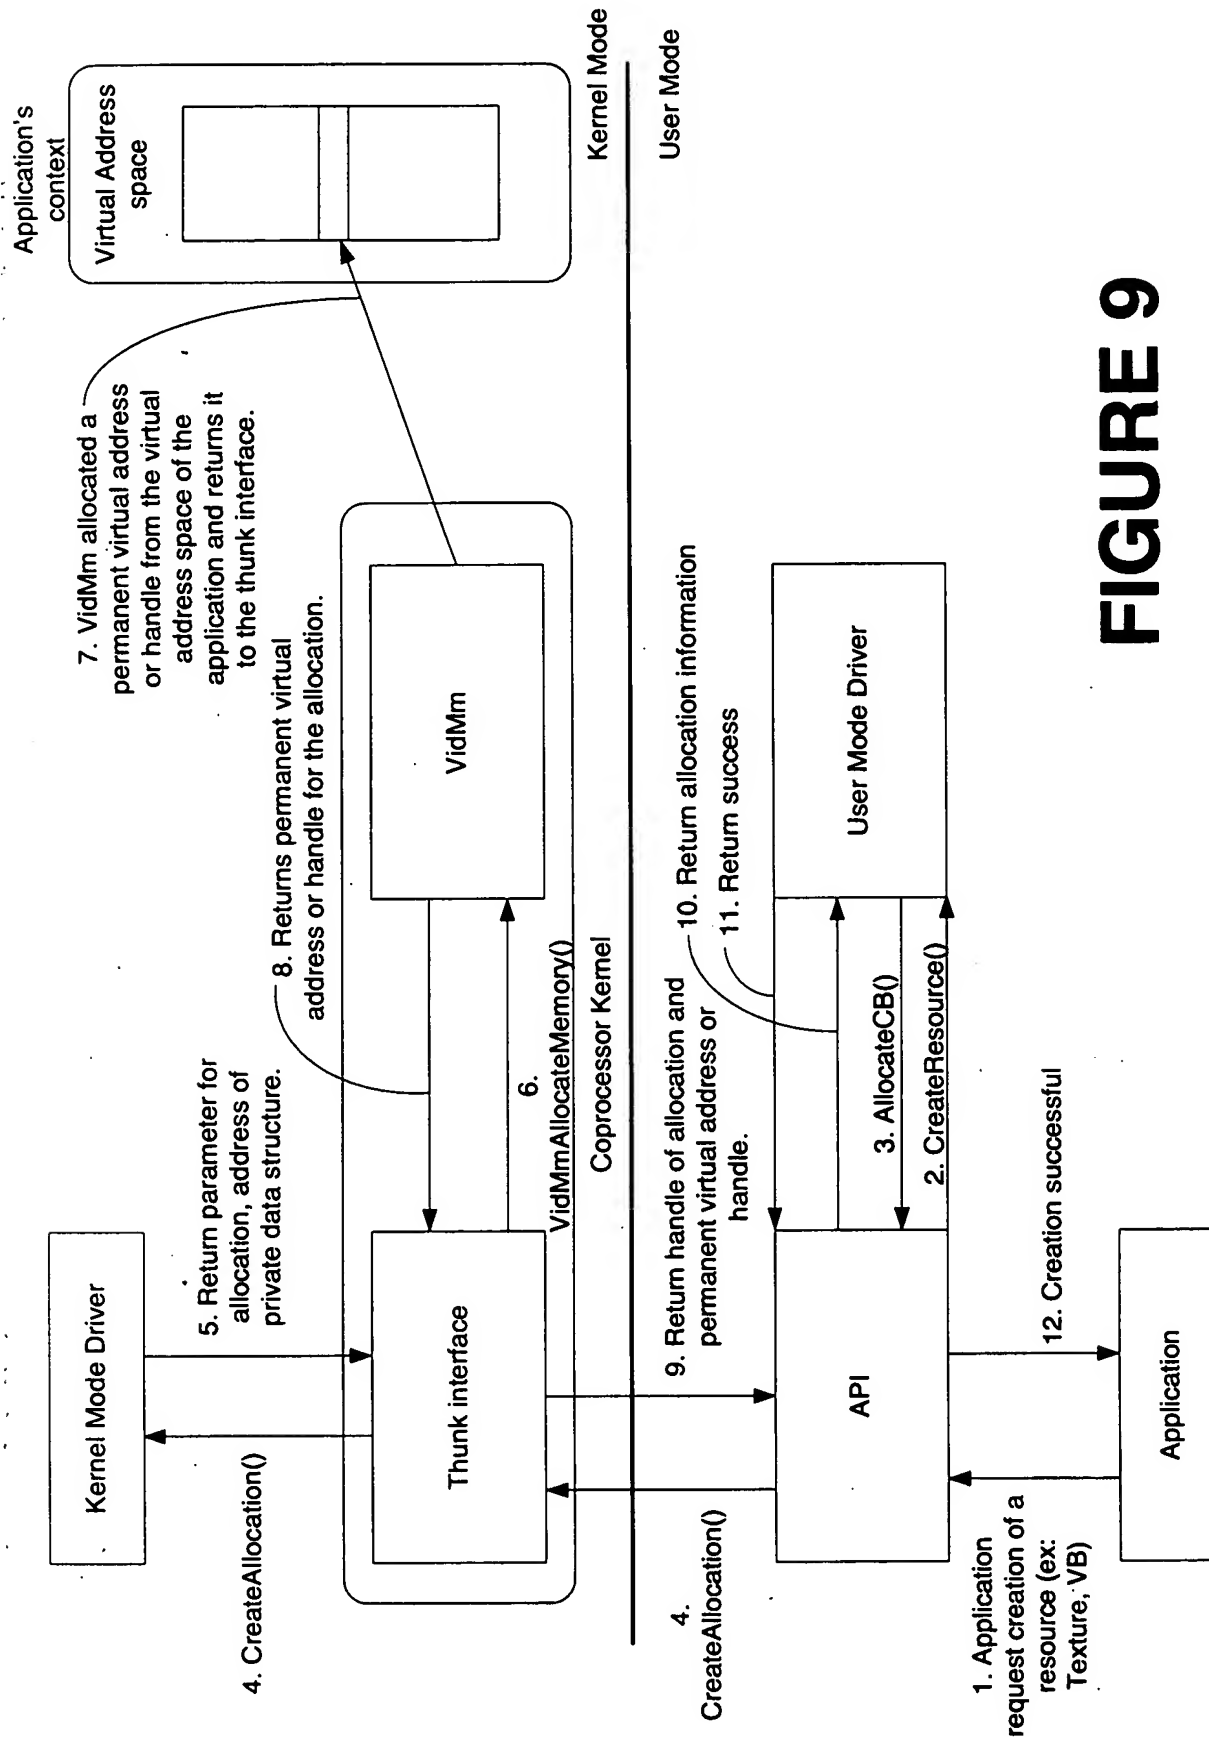 Application's
context
Virtual Address
space
7. VidMm allocated a
permanent virtual address
or handle from the virtual
address space of the
application and returns it
to the thunk interface.
Kernel Mode
User Mode
8. Returns permanent virtual
address or handle for the allocation.
VidMm
Kernel Mode Driver
5. Return parameter for
allocation, address of
private data structure.
4. CreateAllocation()
Thunk interface
6.
VidMmAllocateMemory()
Coprocessor Kernel
4.
CreateAllocation()
9. Return handle of allocation and
permanent virtual address or
handle.
10. Return allocation information
11. Return success
User Mode Driver
3. AllocateCB()
2. CreateResource()
API
1. Application
request creation of a
resource (ex:
Texture, VB)
12. Creation successful
Application
FIGURE 9